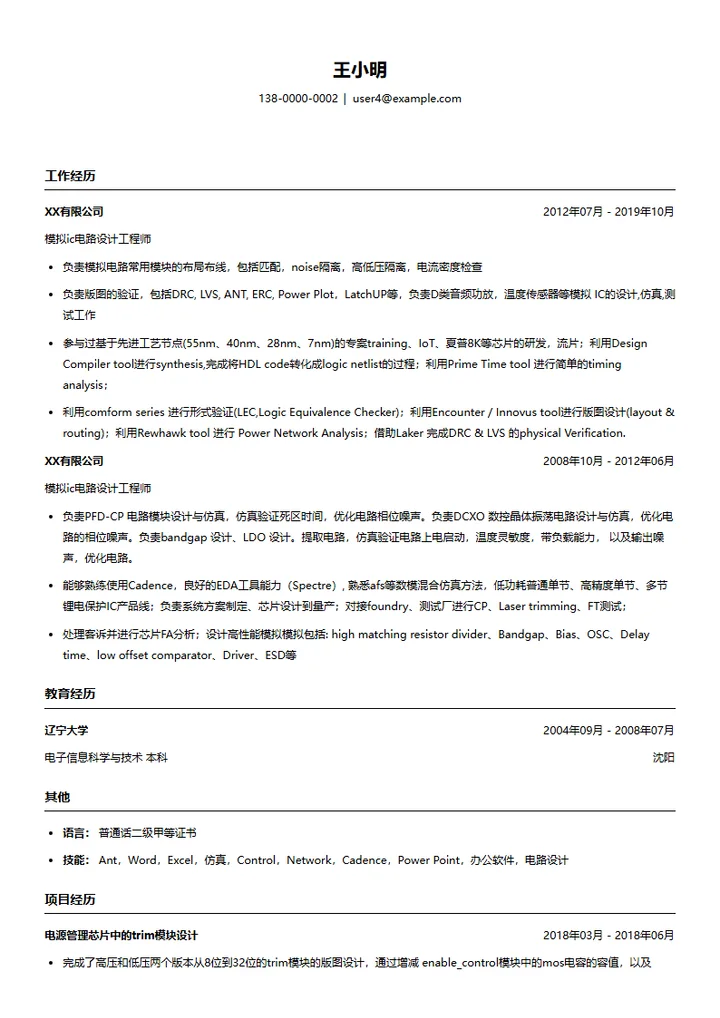 王小明
138-0000-0002 | user4@example.com
工作经历
XX有限公司 2012年07月 - 2019年10月
模拟ic电路设计工程师
• 负责模拟电路常用模块的布局布线，包括匹配，noise隔离，高低压隔离，电流密度检查
• 负责版图的验证，包括DRC, LVS, ANT, ERC, Power Plot，LatchUP等，负责D类音频功放，温度传感器等模拟 IC的设计,仿真,测
试工作
• 参与过基于先进工艺节点(55nm、40nm、28nm、7nm)的专案training、IoT、夏普8K等芯片的研发，流片；利用Design
Compiler tool进行synthesis,完成将HDL code转化成logic netlist的过程；利用Prime Time tool 进行简单的timing
analysis；
• 利用comform series 进行形式验证(LEC,Logic Equivalence Checker)；利用Encounter / Innovus tool进行版图设计(layout &
routing)；利用Rewhawk tool 进行 Power Network Analysis；借助Laker 完成DRC & LVS 的physical Verification.
XX有限公司 2008年10月 - 2012年06月
模拟ic电路设计工程师
• 负责PFD-CP 电路模块设计与仿真，仿真验证死区时间，优化电路相位噪声。负责DCXO 数控晶体振荡电路设计与仿真，优化电
路的相位噪声。负责bandgap 设计、LDO 设计。提取电路，仿真验证电路上电启动，温度灵敏度，带负载能力， 以及输出噪
声，优化电路。
• 能够熟练使用Cadence，良好的EDA工具能力（Spectre）, 熟悉afs等数模混合仿真方法，低功耗普通单节、高精度单节、多节
锂电保护IC产品线；负责系统方案制定、芯片设计到量产；对接foundry、测试厂进行CP、Laser trimming、FT测试；
• 处理客诉并进行芯片FA分析；设计高性能模拟模拟包括: high matching resistor divider、Bandgap、Bias、OSC、Delay
time、low offset comparator、Driver、ESD等
教育经历
辽宁大学 2004年09月 - 2008年07月
电子信息科学与技术 本科 沈阳
其他
• 语言： 普通话二级甲等证书
• 技能： Ant，Word，Excel，仿真，Control，Network，Cadence，Power Point，办公软件，电路设计
项目经历
电源管理芯片中的trim模块设计 2018年03月 - 2018年06月
• 完成了高压和低压两个版本从8位到32位的trim模块的版图设计，通过增减 enable_control模块中的mos电容的容值，以及